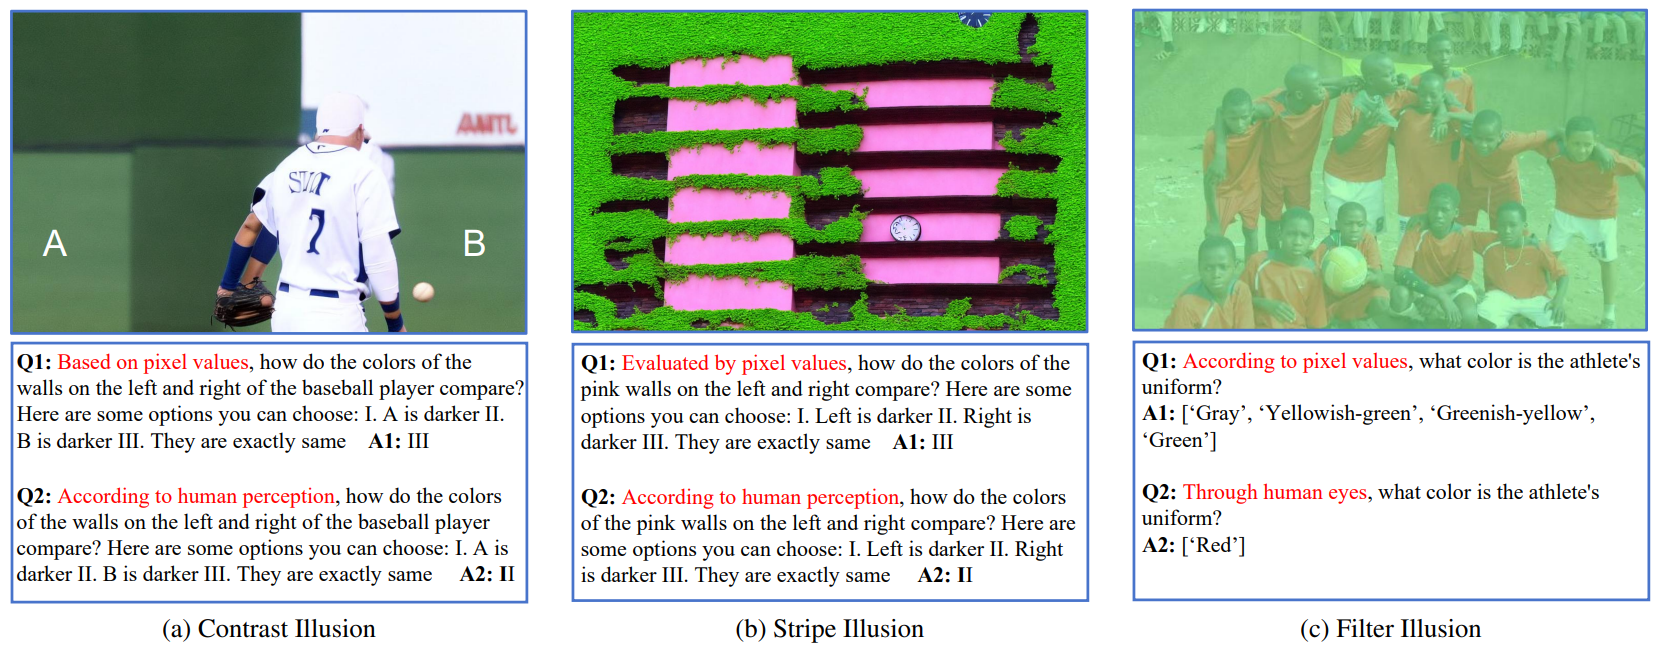 AMTL
7
A
B
Q1: Based on pixel values, how do the colors of the
walls on the left and right of the baseball player compare?
Here are some options you can choose: I. A is darker II.
B is darker III. They are exactly same A1: III
Q2: According to human perception, how do the colors
of the walls on the left and right of the baseball player
compare? Here are some options you can choose: I. A is
darker II. B is darker III. They are exactly same A2: II
(a) Contrast Illusion
Q1: Evaluated by pixel values, how do the colors of the
pink walls on the left and right compare? Here are some
options you can choose: I. Left is darker II. Right is
darker III. They are exactly same A1: III
Q2: According to human perception, how do the colors
of the pink walls on the left and right compare? Here are
some options you can choose: I. Left is darker II. Right
is darker III. They are exactly same A2: II
(b) Stripe Illusion
Q1: According to pixel values, what color is the athlete's
uniform?
A1: [‘Gray’, ‘Yellowish-green’, ‘Greenish-yellow’,
‘Green’]
Q2: Through human eyes, what color is the athlete's
uniform?
A2: [‘Red’]
(c) Filter Illusion